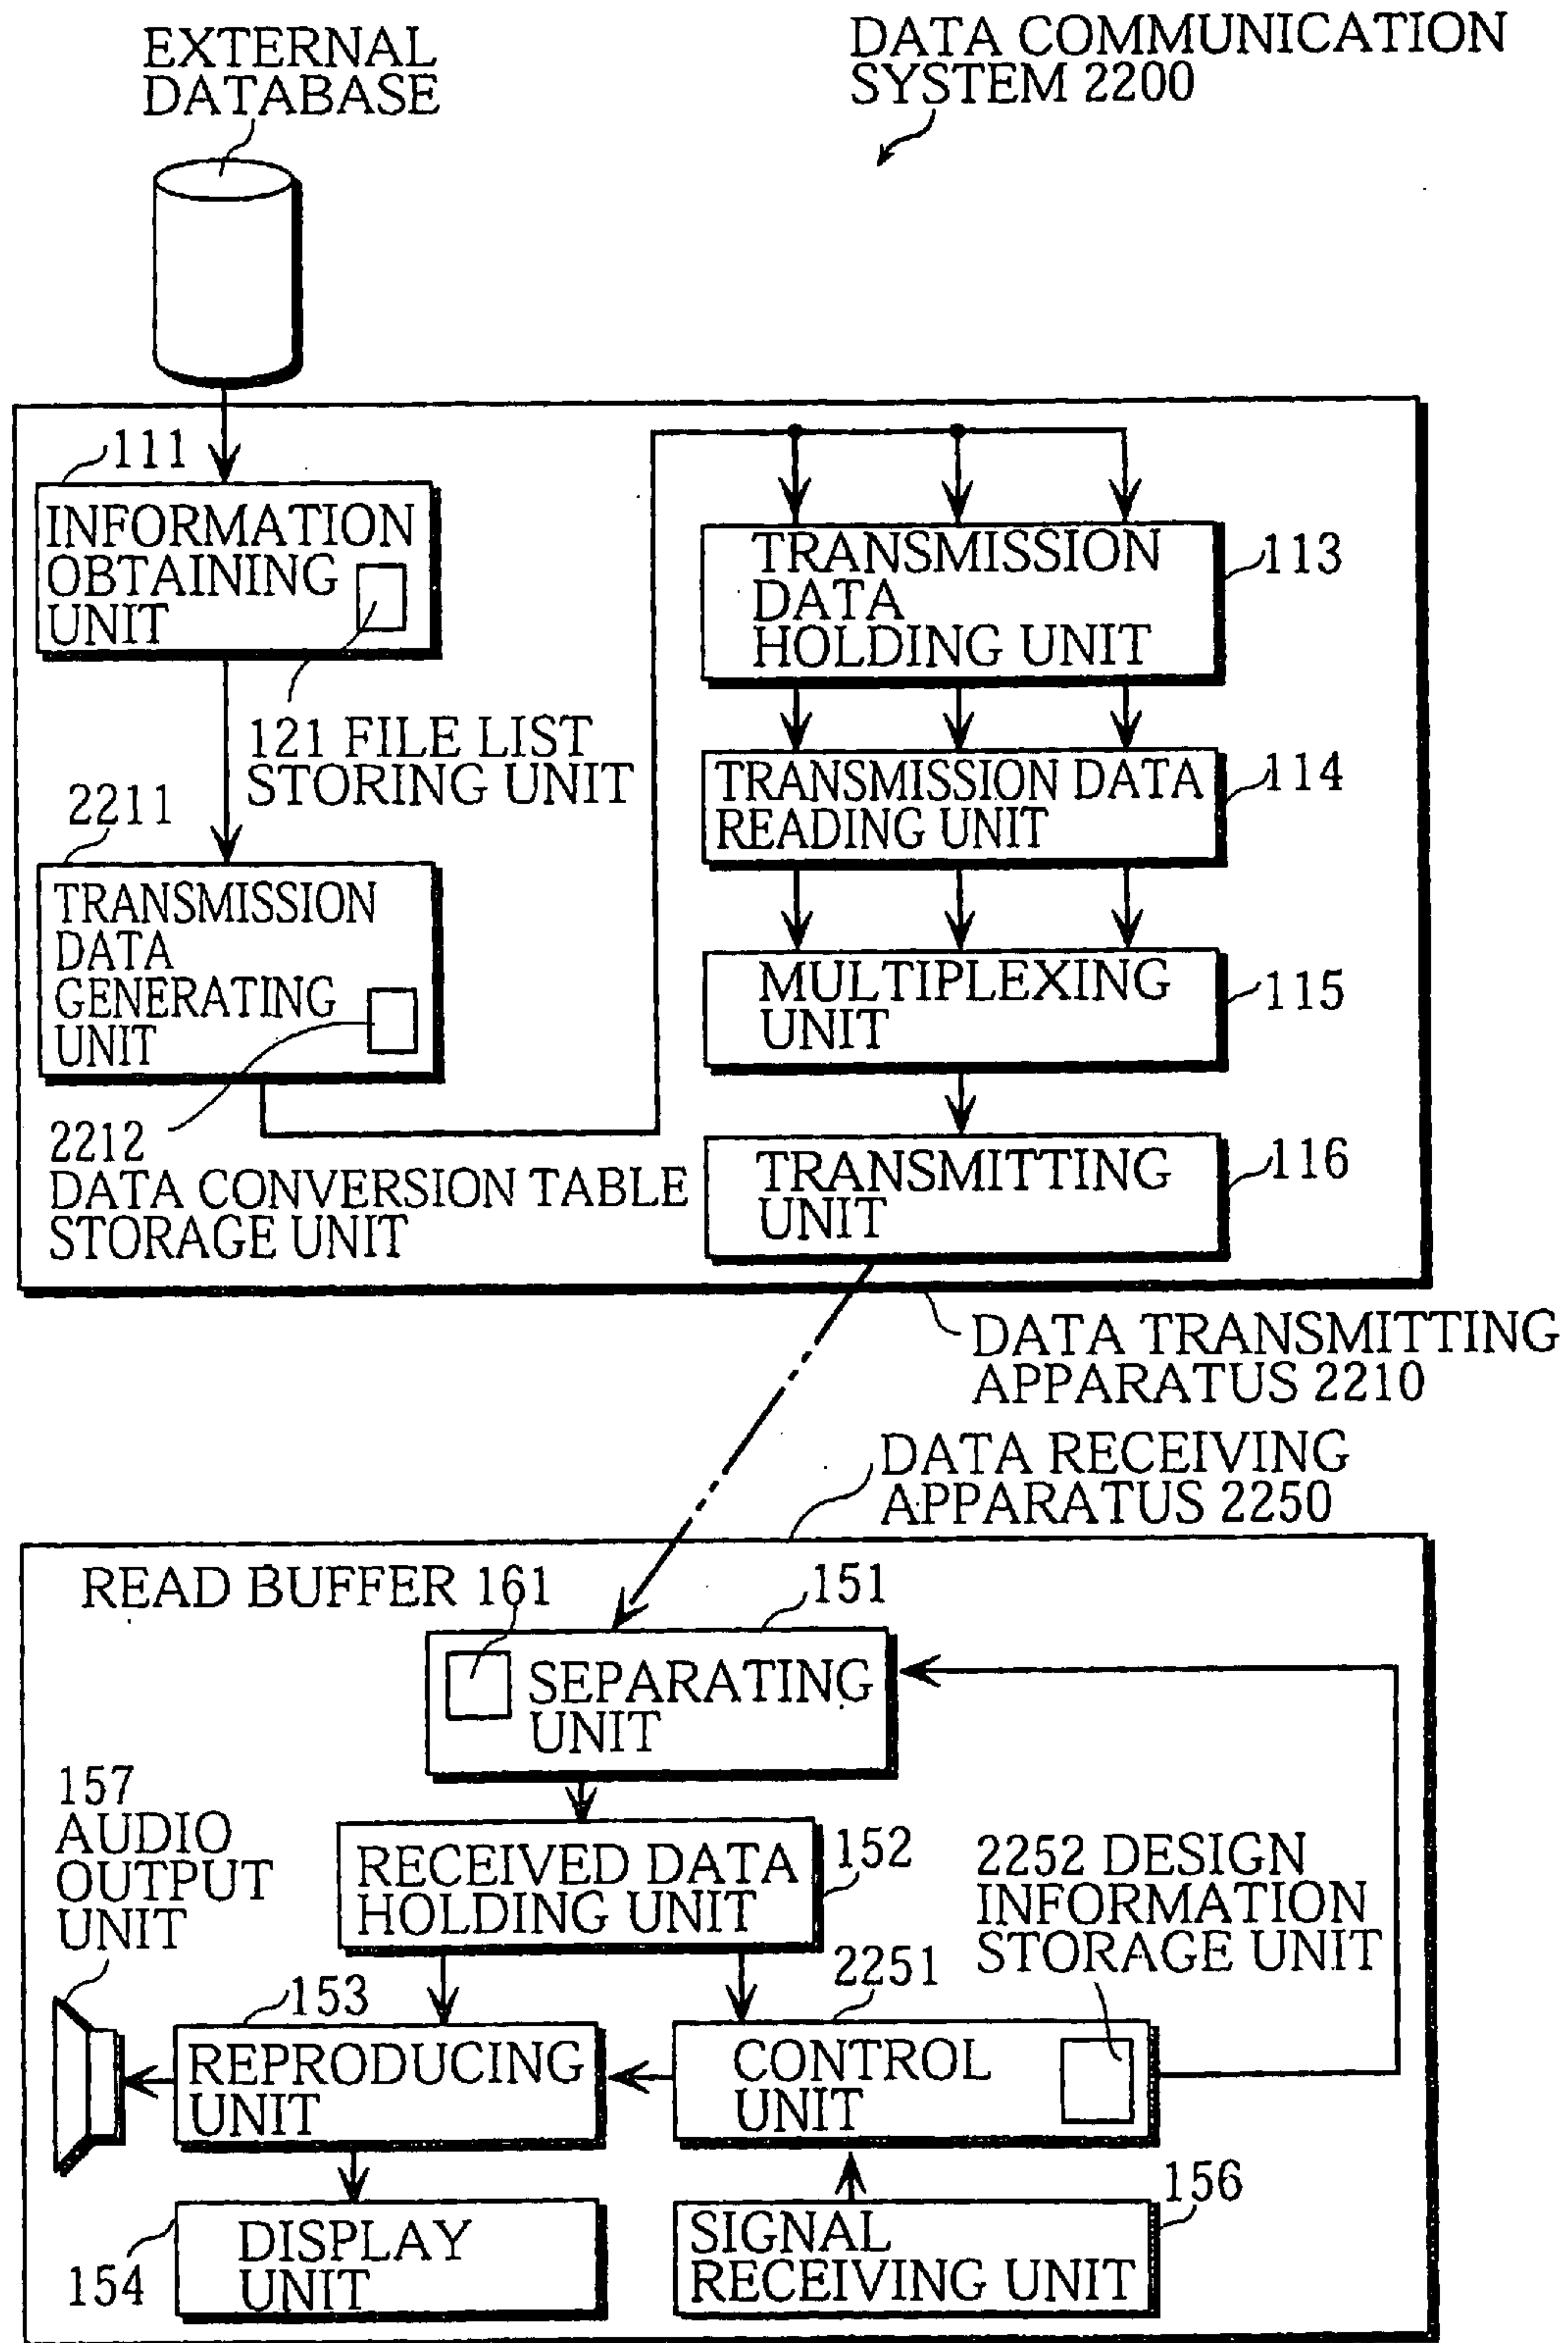 EXTERNAL
DATABASE
DATA COMMUNICATION
SYSTEM 2200
111
INFORMATION
OBTAINING
UNIT
121 FILE LIST
STORING UNIT
2211
TRANSMISSION
DATA
GENERATING
UNIT
2212
DATA CONVERSION TABLE
STORAGE UNIT
TRANSMISSION
DATA
HOLDING UNIT
113
TRANSMISSION DATA
READING UNIT
114
MULTIPLEXING
UNIT
115
TRANSMITTING
UNIT
116
DATA TRANSMITTING
APPARATUS 2210
DATA RECEIVING
APPARATUS 2250
READ BUFFER 161
151
SEPARATING
UNIT
157
AUDIO
OUTPUT
UNIT
RECEIVED DATA
HOLDING UNIT
152
2252 DESIGN
INFORMATION
STORAGE UNIT
2251
153
REPRODUCING
UNIT
CONTROL
UNIT
154
DISPLAY
UNIT
156
SIGNAL
RECEIVING UNIT